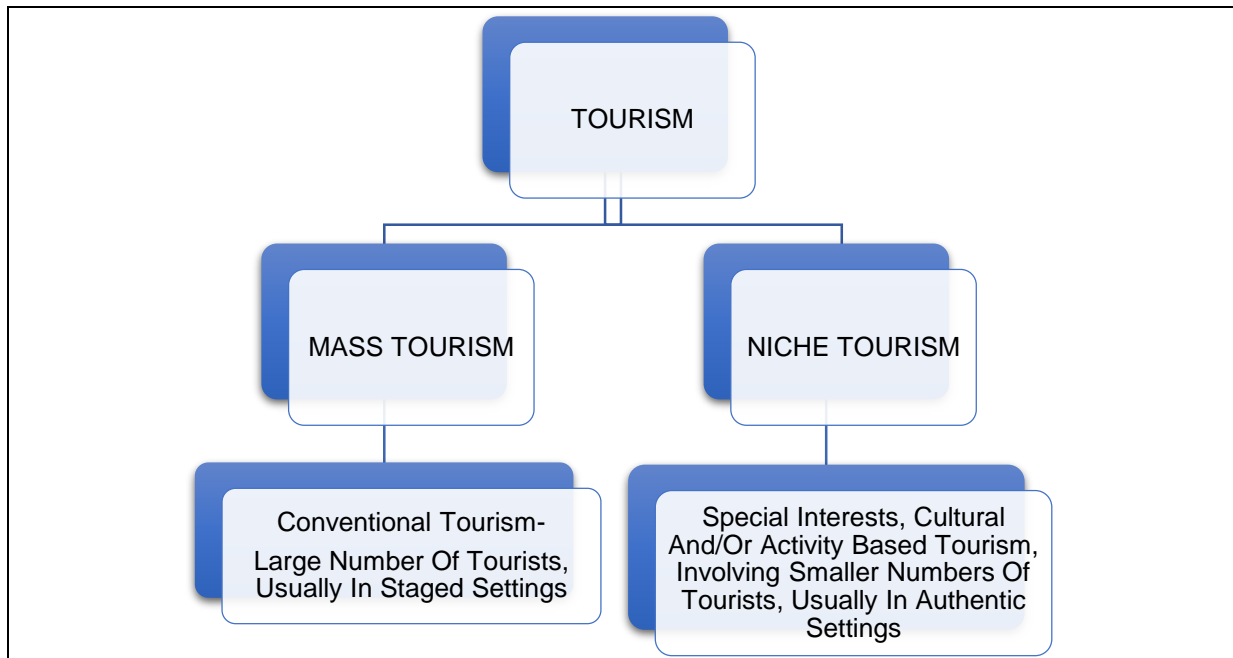 TOURISM
MASS TOURISM
NICHE TOURISM
Conventional Tourism-
Large Number Of Tourists,
Usually In Staged Settings
Special Interests, Cultural
And/Or Activity Based Tourism,
Involving Smaller Numbers Of
Tourists, Usually In Authentic
Settings